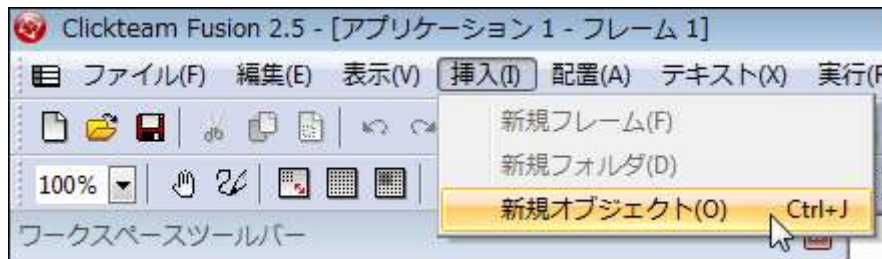 Clickteam Fusion 2.5 - [アプリケーション 1 - フレーム 1]
ファイル(F) 編集(E) 表示(V) 挿入(I) 配置(A) テキスト(X) 実行(F
新規フレーム(F)
新規フォルダ(D)
100%
新規オブジェクト(O) Ctrl+J
ワークスペースツールバー